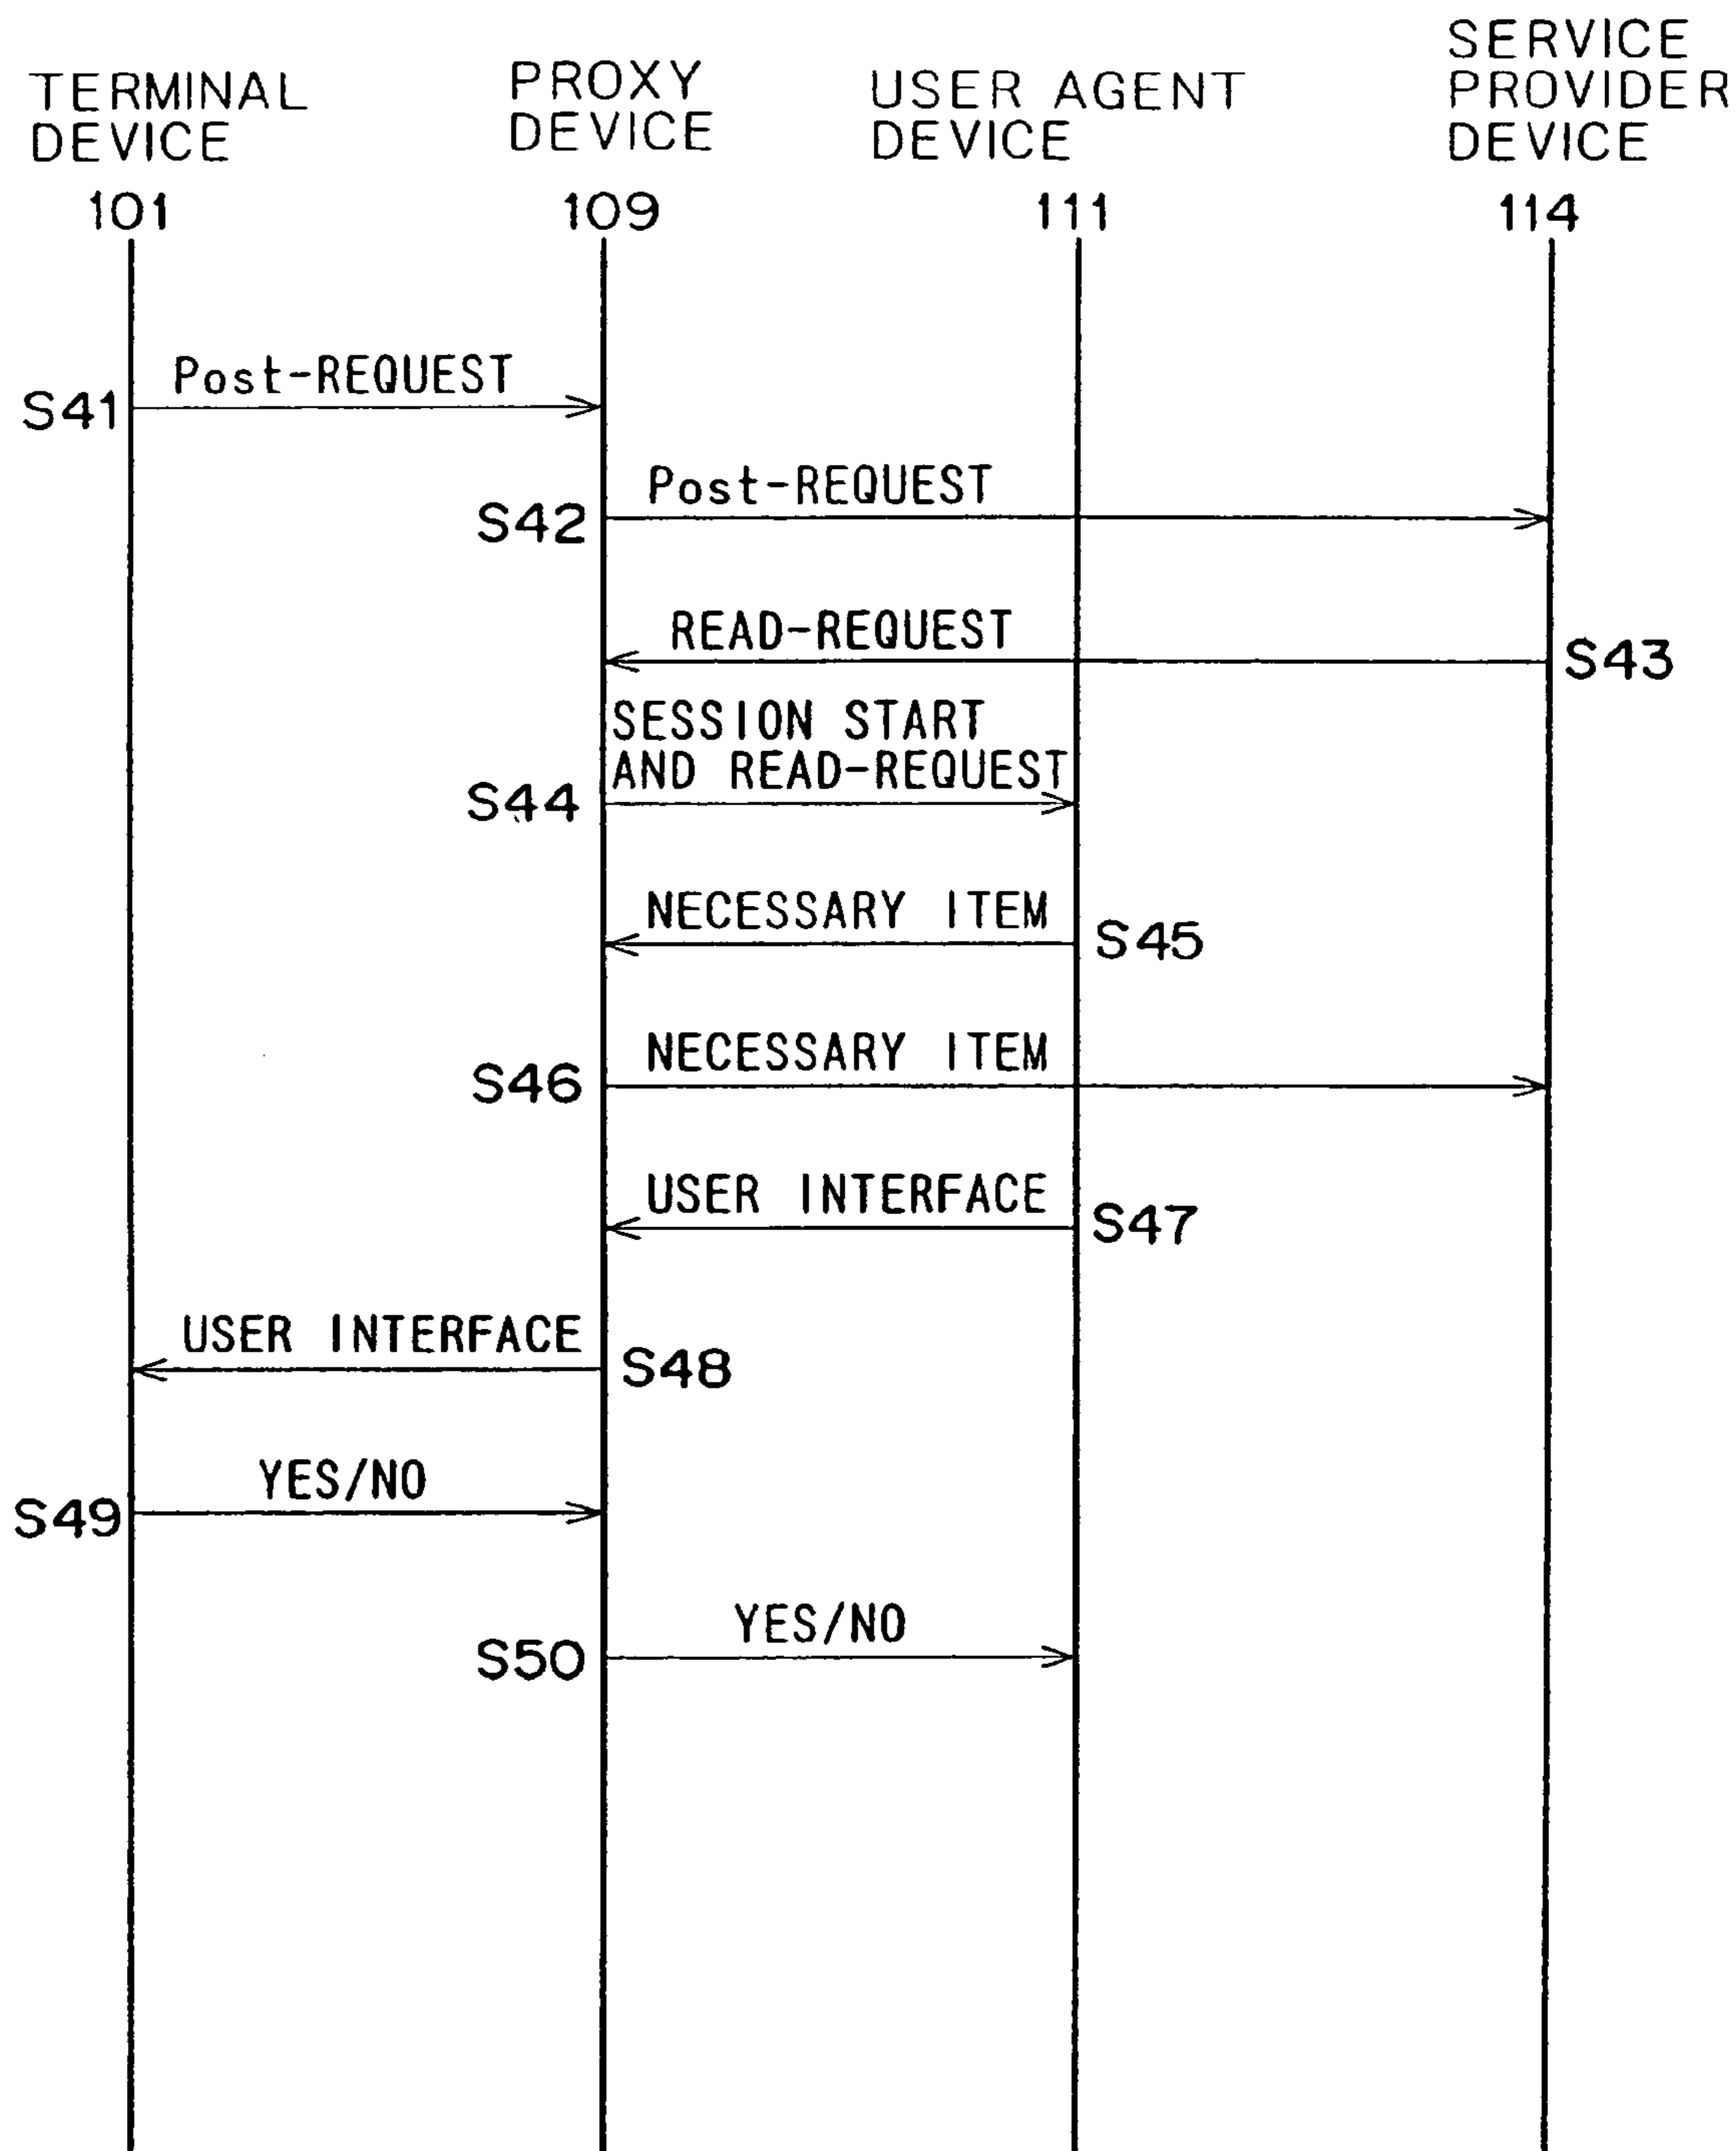 TERMINAL
DEVICE
101
PROXY
DEVICE
109
USER AGENT
DEVICE
111
SERVICE
PROVIDER
DEVICE
114
S41
Post-REQUEST
S42
Post-REQUEST
READ-REQUEST
S43
SESSION START
AND READ-REQUEST
S44
NECESSARY ITEM
S45
NECESSARY ITEM
S46
USER INTERFACE
S47
USER INTERFACE
S48
YES/NO
S49
YES/NO
S50